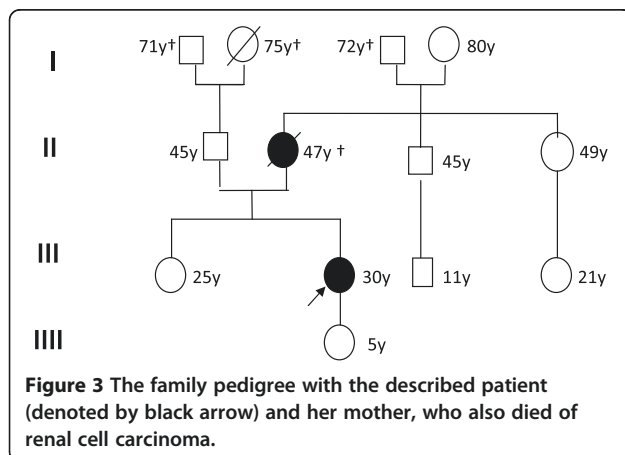 I 71y† 75y† 72y† 80y
II 45y 47y † 45y 49y
III 25y 30y 11y 21y
IIII 5y
Figure 3 The family pedigree with the described patient
(denoted by black arrow) and her mother, who also died of
renal cell carcinoma.